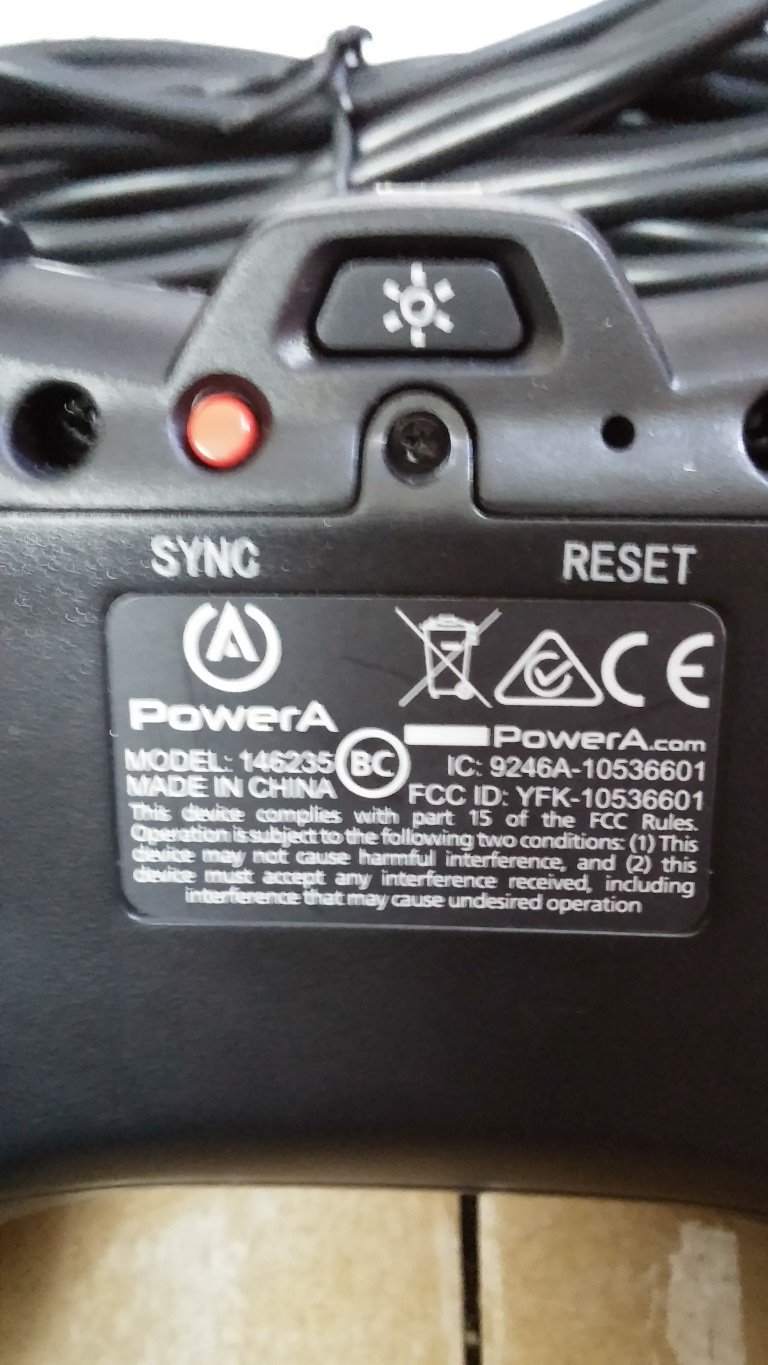 SYNC
RESET
PowerA
PowerA.com
MODEL: 146235
BC
IC: 9246A-10536601
MADE IN CHINA
FCC ID: YFK-10536601
This device complies with part 15 of the FCC Rules.
Operation is subject to the following two conditions: (1) This
device may not cause harmful interference, and (2) this
device must accept any interference received, including
interference that may cause undesired operation